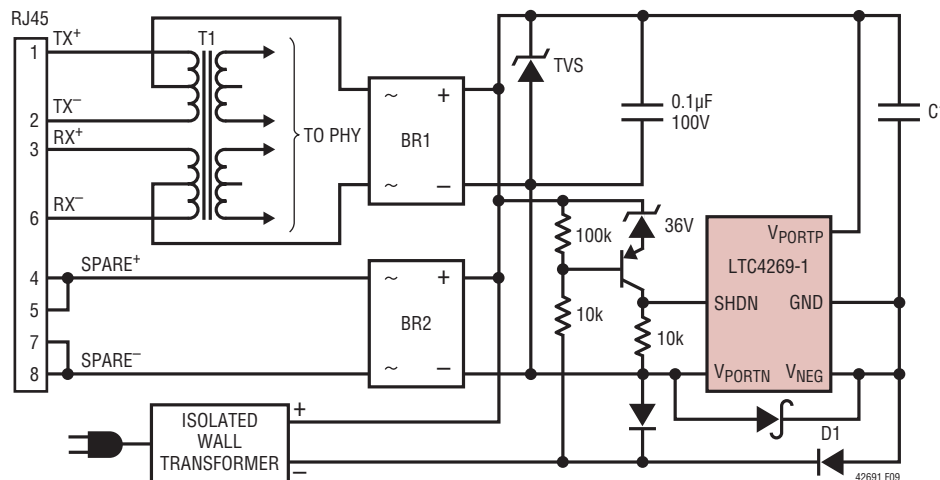 RJ45
1
TX+
2
TX−
3
RX+
6
RX−
4
SPARE+
5
7
8
SPARE−
T1
TO PHY
~ +
BR1
~ −
~ +
BR2
~ −
TVS
0.1µF
100V
C1
36V
100k
10k
10k
VPORTP
LTC4269-1
SHDN GND
VPORTN VNEG
D1
ISOLATED
WALL
TRANSFORMER
+
−
42691 F09